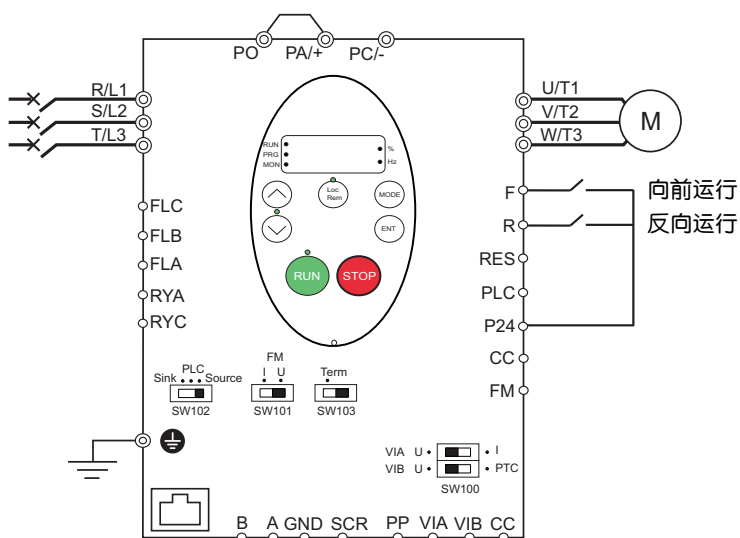 PO PA/+ PC/-
R/L1
S/L2
T/L3
U/T1
V/T2
W/T3
M
RUN
PRG
MON
%
Hz
Loc
Rem
MODE
ENT
RUN
STOP
FLC
FLB
FLA
RYA
RYC
F 向前运行
R 反向运行
RES
PLC
P24
CC
FM
PLC
Sink Source
SW102
FM
I U
SW101
Term
SW103
VIA U I
VIB U PTC
SW100
B A GND SCR PP VIA VIB CC